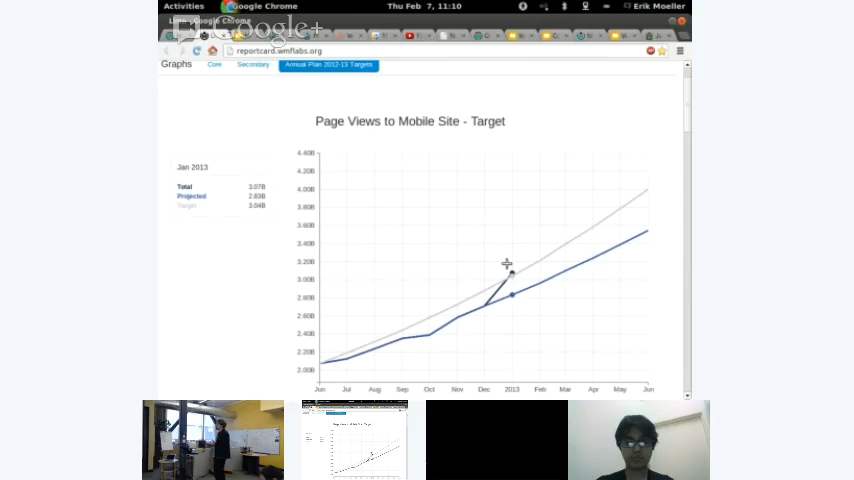 Activities
Google Chrome
Thu Feb 7, 11:10
Erik Moeller
Google Chrome
Google+
reportcard.wmflabs.org
Graphs
Core
Secondary
Annual Plan 2012-13 Targets
Page Views to Mobile Site - Target
Jan 2013
Total 3.07B
Projected 2.83B
Target 3.04B
4.40B
4.20B
4.00B
3.80B
3.60B
3.40B
3.20B
3.00B
2.80B
2.60B
2.40B
2.20B
2.00B
Jun Jul Aug Sep Oct Nov Dec 2013 Feb Mar Apr May Jun